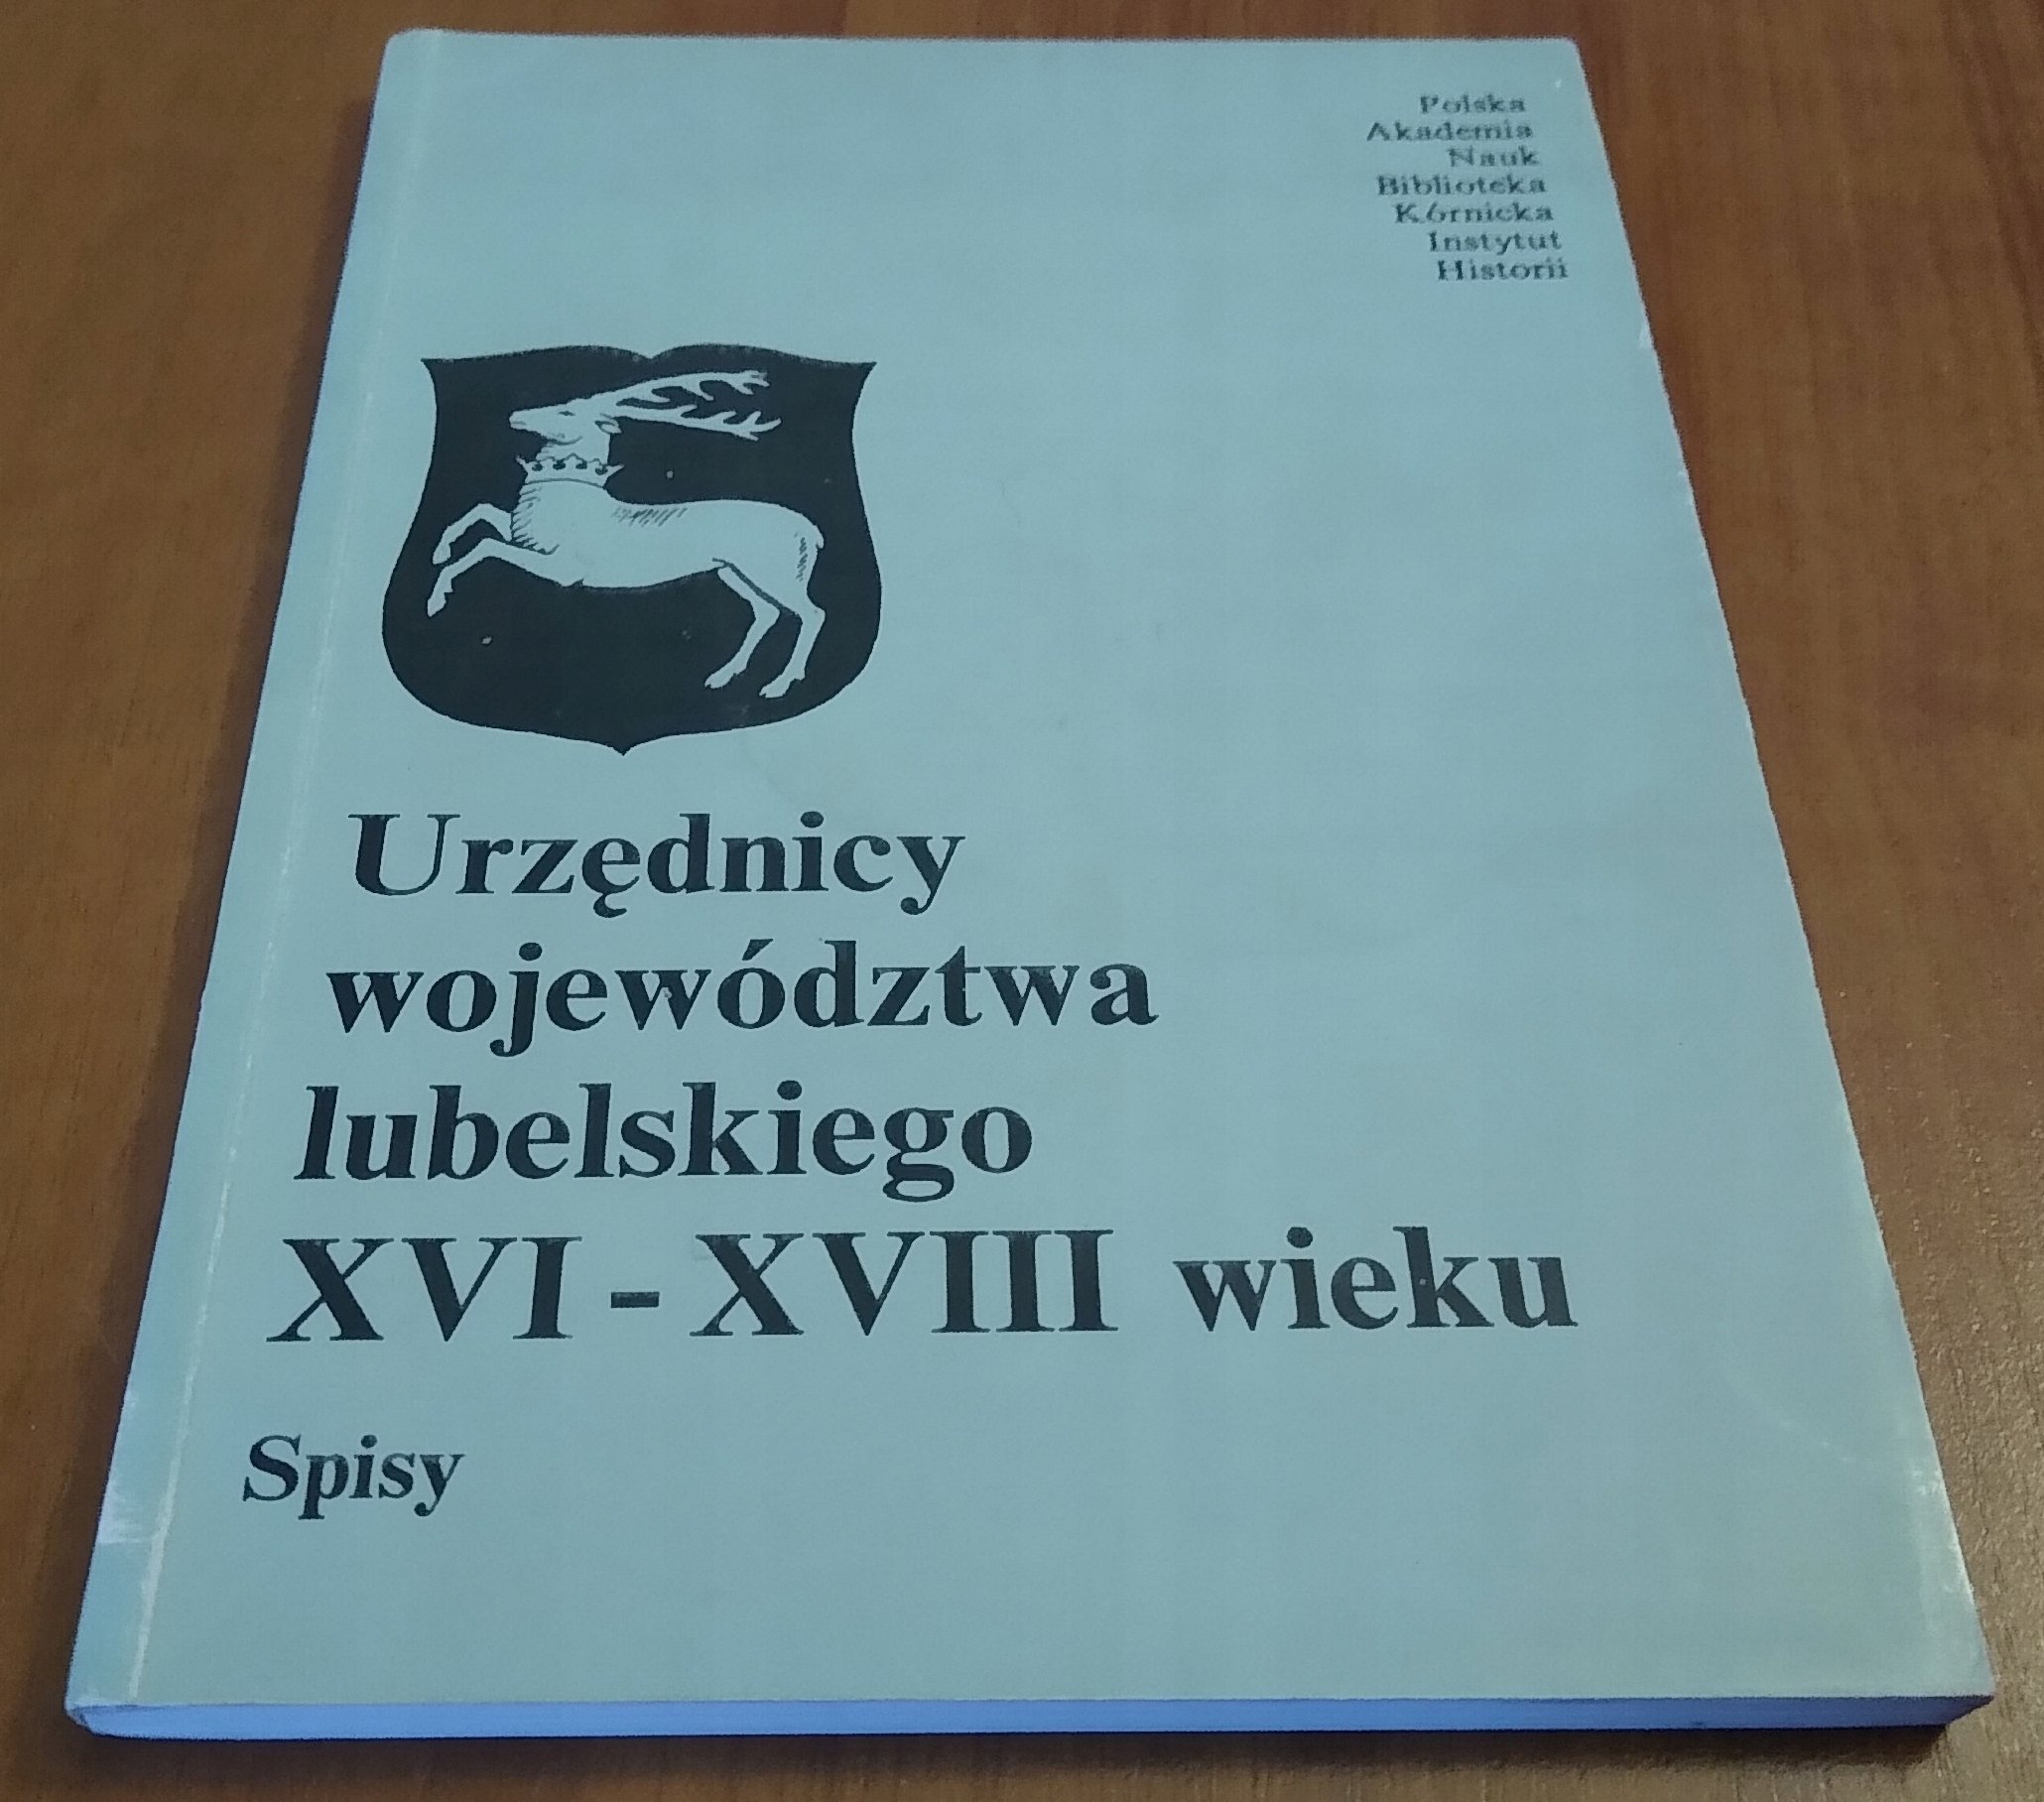 Polska
Akademia
Nauk
Biblioteka
Kórnicka
Instytut
Historii
Urzędnicy
województwa
lubelskiego
XVI - XVIII wieku
Spisy